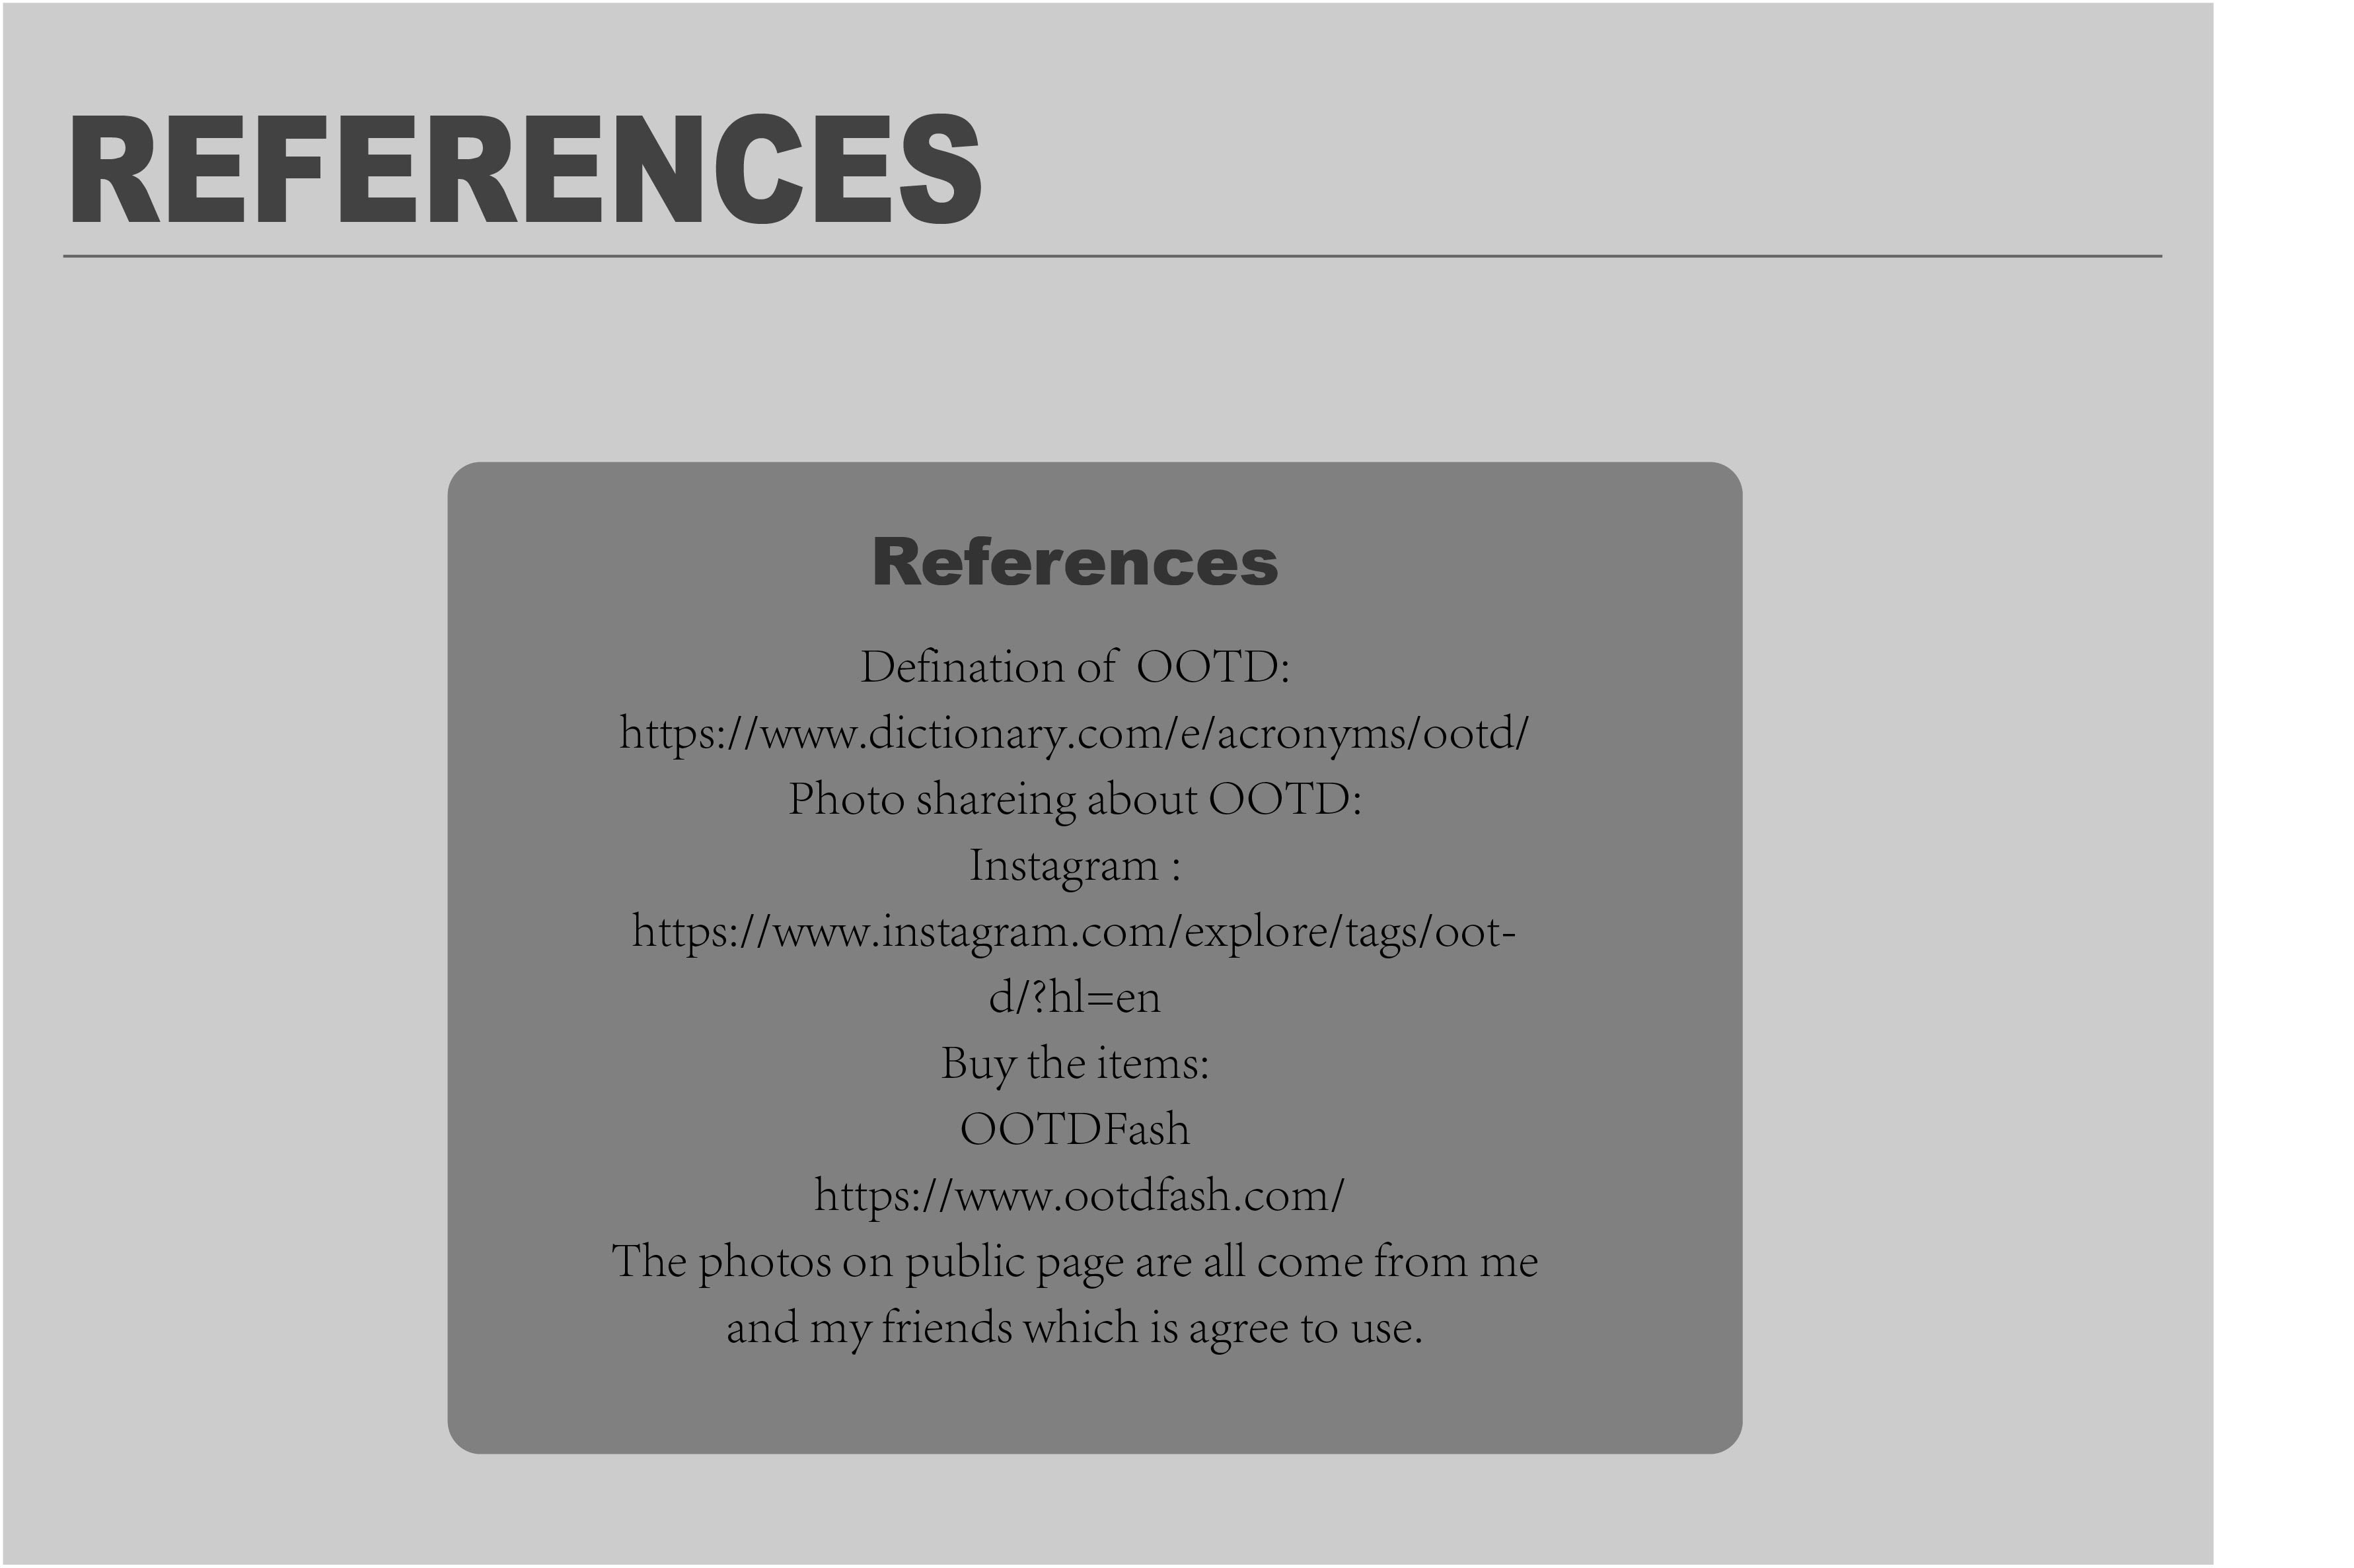 REFERENCES
References
Defination of OOTD:
https://www.dictionary.com/e/acronyms/ootd/
Photo shareing about OOTD:
Instagram :
https://www.instagram.com/explore/tags/oot-
d/?hl=en
Buy the items:
OOTDFash
https://www.ootdfash.com/
The photos on public page are all come from me
and my friends which is agree to use.